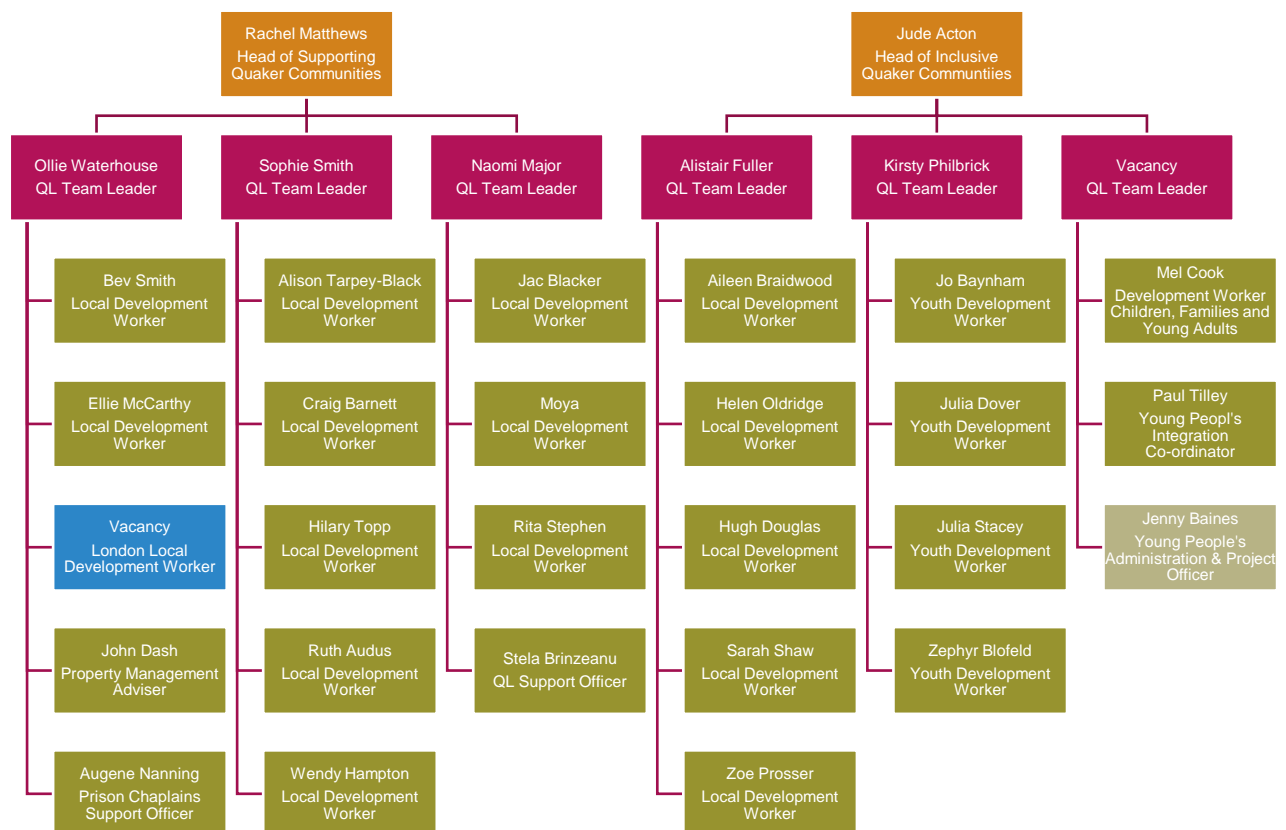 Rachel Matthews
Head of Supporting
Quaker Communities
Jude Acton
Head of Inclusive
Quaker Communtiies
Ollie Waterhouse
QL Team Leader
Sophie Smith
QL Team Leader
Naomi Major
QL Team Leader
Alistair Fuller
QL Team Leader
Kirsty Philbrick
QL Team Leader
Vacancy
QL Team Leader
Bev Smith
Local Development
Worker
Alison Tarpey-Black
Local Development
Worker
Jac Blacker
Local Development
Worker
Aileen Braidwood
Local Development
Worker
Jo Baynham
Youth Development
Worker
Mel Cook
Development Worker
Children, Families and
Young Adults
Ellie McCarthy
Local Development
Worker
Craig Barnett
Local Development
Worker
Moya
Local Development
Worker
Helen Oldridge
Local Development
Worker
Julia Dover
Youth Development
Worker
Paul Tilley
Young Peopl's
Integration
Co-ordinator
Vacancy
London Local
Development Worker
Hilary Topp
Local Development
Worker
Rita Stephen
Local Development
Worker
Hugh Douglas
Local Development
Worker
Julia Stacey
Youth Development
Worker
Jenny Baines
Young People's
Administration & Project
Officer
John Dash
Property Management
Adviser
Ruth Audus
Local Development
Worker
Stela Brinzeanu
QL Support Officer
Sarah Shaw
Local Development
Worker
Zephyr Blofeld
Youth Development
Worker
Augene Nanning
Prison Chaplains
Support Officer
Wendy Hampton
Local Development
Worker
Zoe Prosser
Local Development
Worker